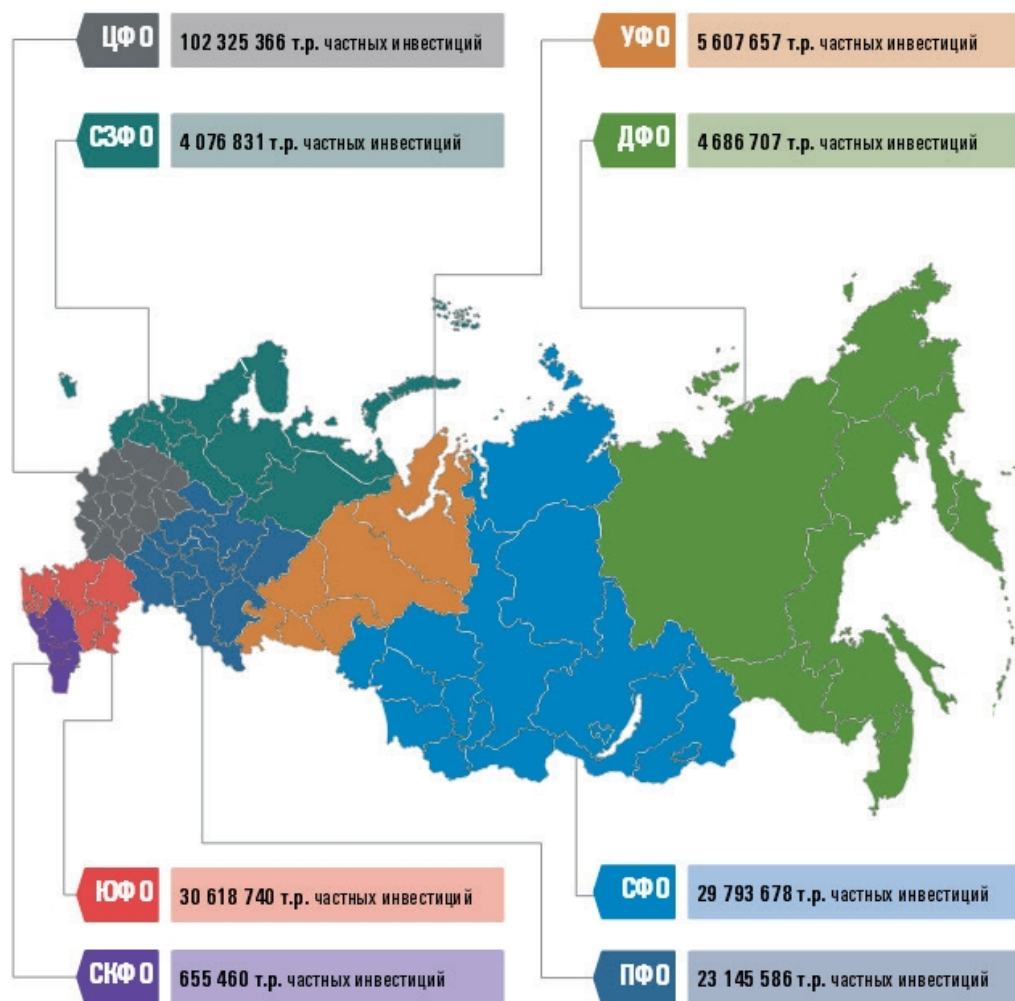 ЦФО 102 325 366 т.р. частных инвестиций
УФО 5 607 657 т.р. частных инвестиций
СЗФО 4 076 831 т.р. частных инвестиций
ДФО 4 686 707 т.р. частных инвестиций
ЮФО 30 618 740 т.р. частных инвестиций
СФО 29 793 678 т.р. частных инвестиций
СКФО 655 460 т.р. частных инвестиций
ПФО 23 145 586 т.р. частных инвестиций